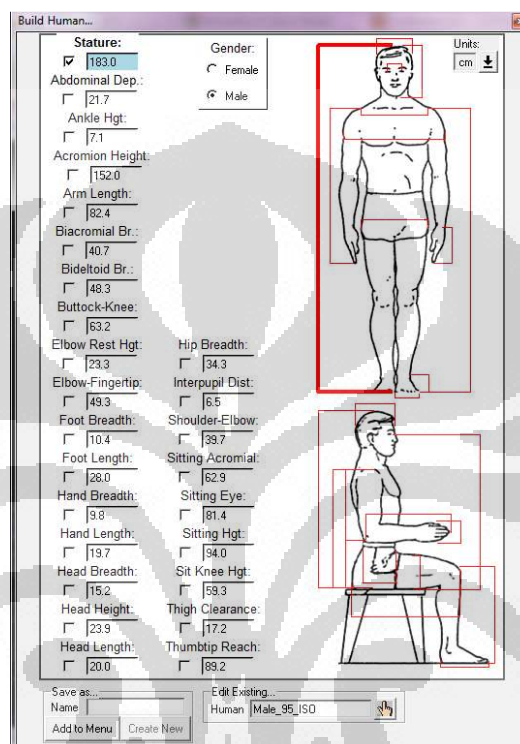 Build Human...
Stature:
183.0
Abdominal Dep.:
21.7
Ankle Hgt:
7.1
Acromion Height:
152.0
Arm Length:
82.4
Biacromial Br.:
40.7
Bideltoid Br.:
48.3
Buttock-Knee:
63.2
Elbow Rest Hgt:
23.3
Elbow-Fingertip:
49.3
Foot Breadth:
10.4
Foot Length:
28.0
Hand Breadth:
9.8
Hand Length:
19.7
Head Breadth:
15.2
Head Height:
23.9
Head Length:
20.0
Hip Breadth:
34.3
Interpupil Dist:
6.5
Shoulder-Elbow:
39.7
Sitting Acromial:
62.9
Sitting Eye:
81.4
Sitting Hgt:
94.0
Sit Knee Hgt:
59.3
Thigh Clearance:
17.2
Thumbtip Reach:
89.2
Gender:
Female
Male
Units:
cm
Save as...
Name
Add to Menu Create New
Edit Existing...
Human Male_95_ISO